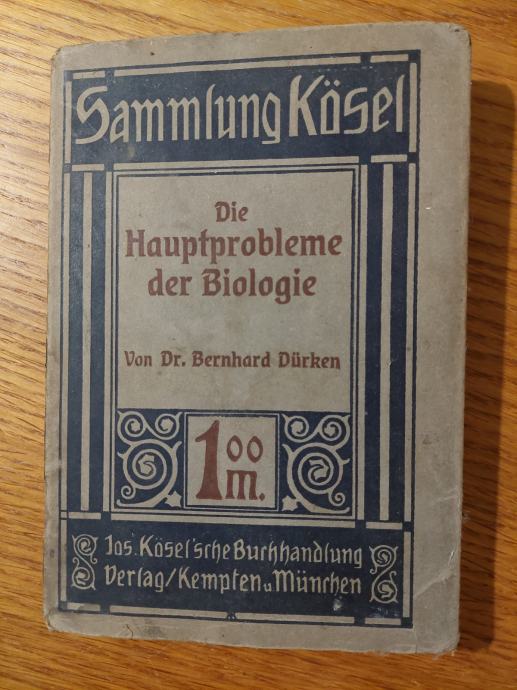 Sammlung Kösel
Die
Hauptprobleme
der Biologie
Von Dr. Bernhard Dürken
1 00
m.
Jos. Kösel'sche Buchhandlung
Verlag/Kempten u. München